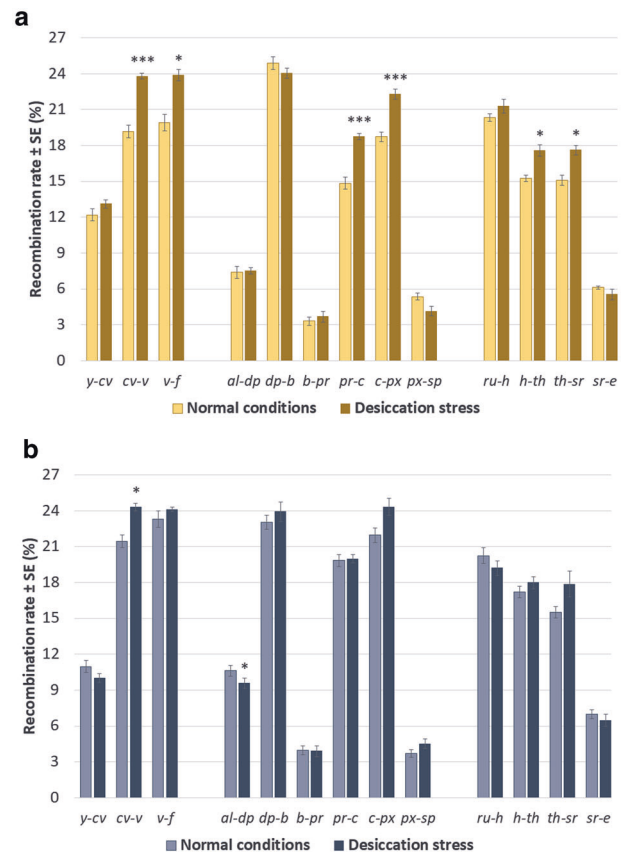 a
Recombination rate ± SE (%)
27
24
21
18
15
12
9
6
3
0
*** * *** *** * *
y-cv cv-v v-f al-dp dp-b b-pr pr-c c-px px-sp ru-h h-th th-sr sr-e
Normal conditions Desiccation stress
b
Recombination rate ± SE (%)
27
24
21
18
15
12
9
6
3
0
* *
y-cv cv-v v-f al-dp dp-b b-pr pr-c c-px px-sp ru-h h-th th-sr sr-e
Normal conditions Desiccation stress